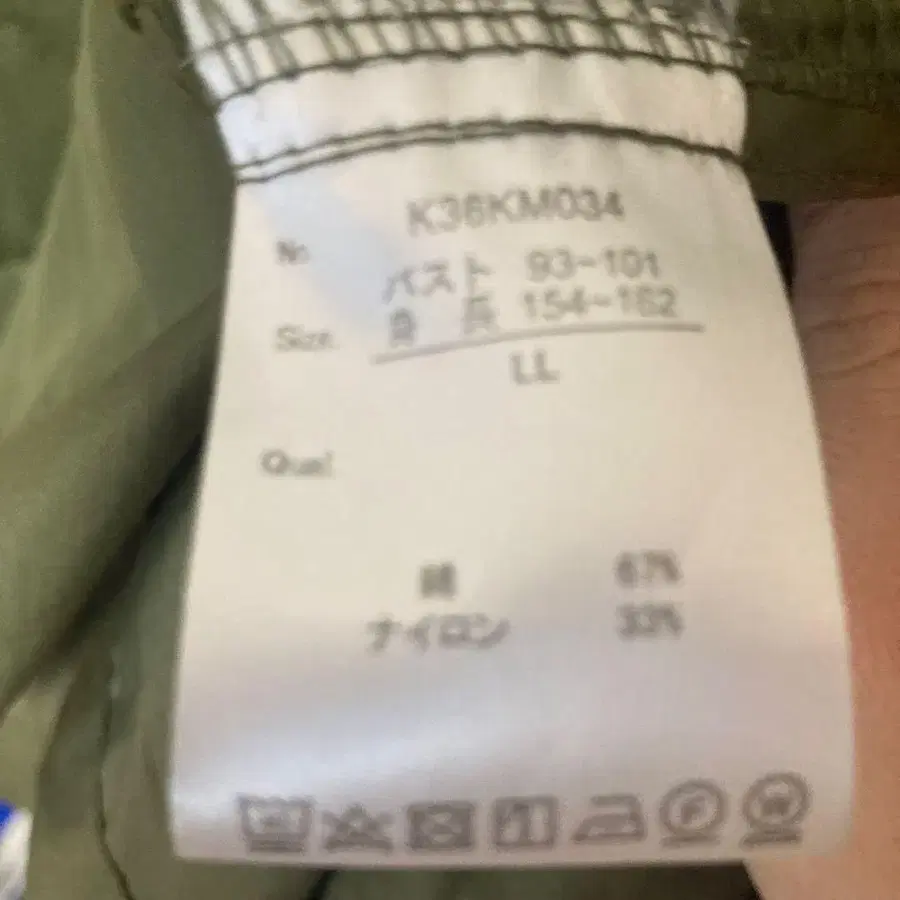 No. K36KM034
バスト 93~101
Size. 身 長 154~162
LL
Qual.
綿 67%
ナイロン 33%
F W